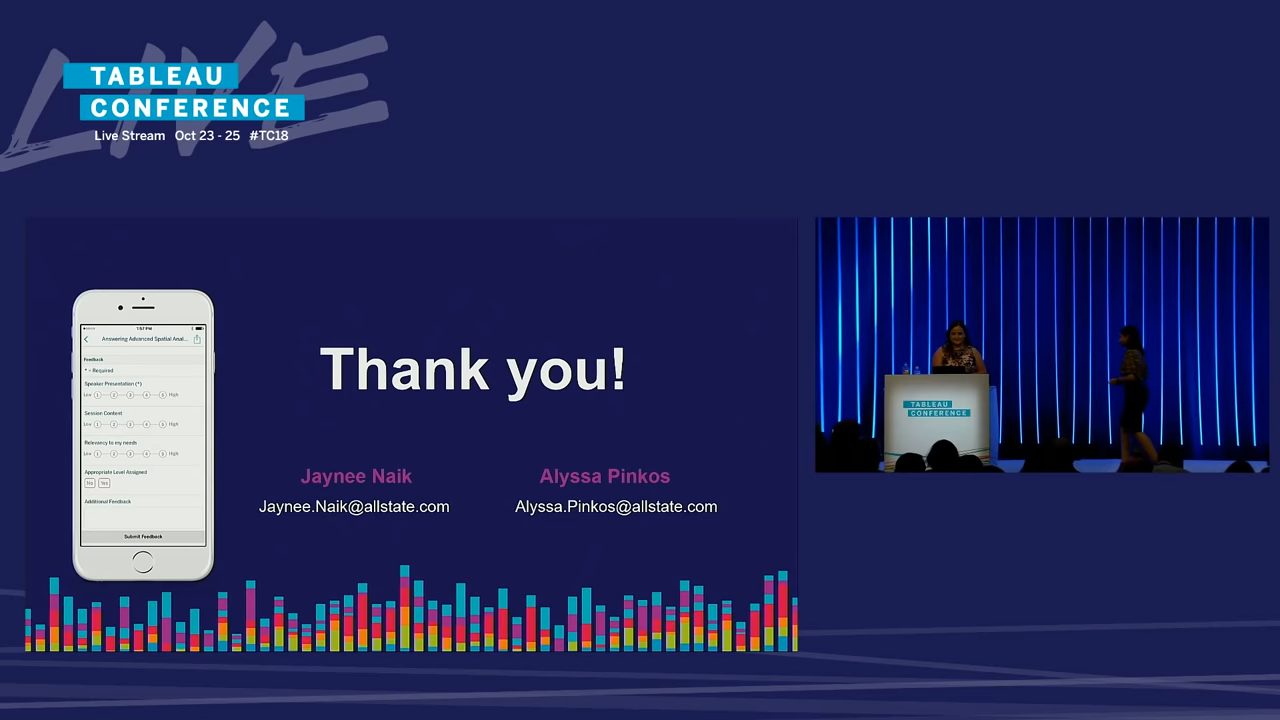 LIVE
TABLEAU
CONFERENCE
Live Stream Oct 23 - 25 #TC18
1:57 PM
Answering Advanced Spatial Anal...
Feedback
* = Required
Speaker Presentation (*)
Low 1 2 3 4 5 High
Session Content
Low 1 2 3 4 5 High
Relevancy to my needs
Low 1 2 3 4 5 High
Appropriate Level Assigned
No Yes
Additional Feedback
Submit Feedback
Thank you!
Jaynee Naik
Jaynee.Naik@allstate.com
Alyssa Pinkos
Alyssa.Pinkos@allstate.com
TABLEAU
CONFERENCE